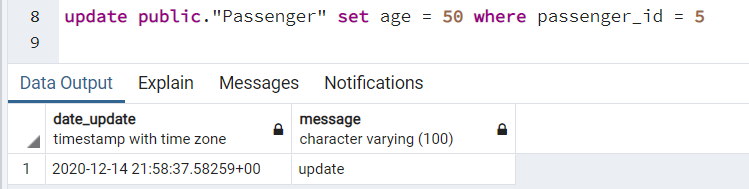 8 update public."Passenger" set age = 50 where passenger_id = 5
9
Data Output Explain Messages Notifications
date_update message
timestamp with time zone character varying (100)
1 2020-12-14 21:58:37.58259+00 update